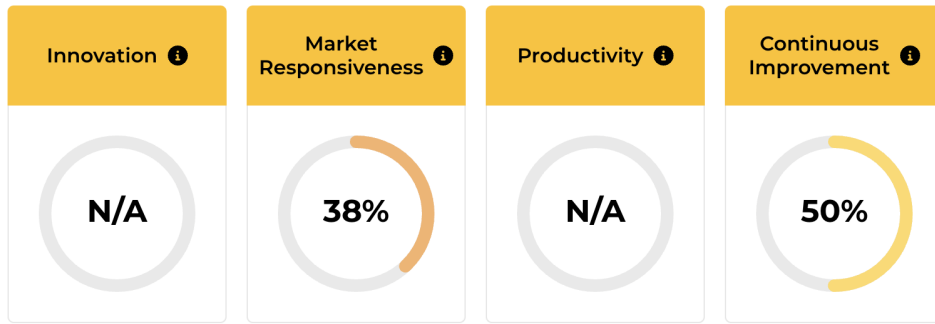 Innovation
Market
Responsiveness
Productivity
Continuous
Improvement
N/A
38%
N/A
50%